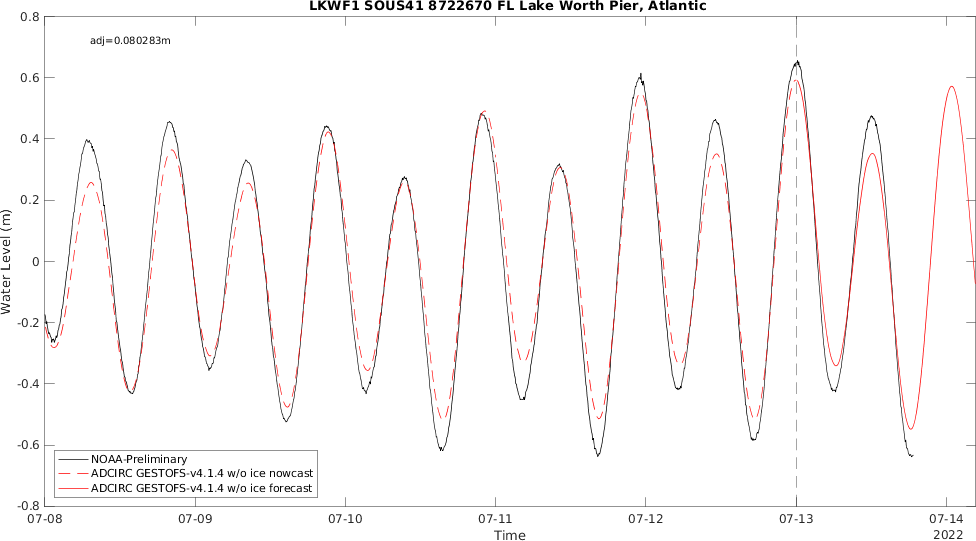 LKWF1 SOUS41 8722670 FL Lake Worth Pier, Atlantic
adj=0.080283m
0.8
0.6
0.4
0.2
0
-0.2
-0.4
-0.6
-0.8
Water Level (m)
NOAA-Preliminary
ADCIRC GESTOFS-v4.1.4 w/o ice nowcast
ADCIRC GESTOFS-v4.1.4 w/o ice forecast
07-08 07-09 07-10 07-11 07-12 07-13 07-14
Time 2022